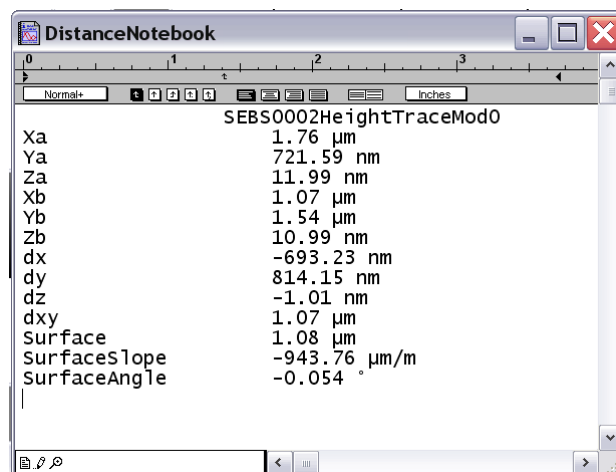 DistanceNotebook
0 1 2 3
Normal+ Inches
SEBS0002HeightTraceMod0
Xa 1.76 µm
Ya 721.59 nm
Za 11.99 nm
Xb 1.07 µm
Yb 1.54 µm
Zb 10.99 nm
dx -693.23 nm
dy 814.15 nm
dz -1.01 nm
dxy 1.07 µm
Surface 1.08 µm
SurfaceSlope -943.76 µm/m
SurfaceAngle -0.054 °